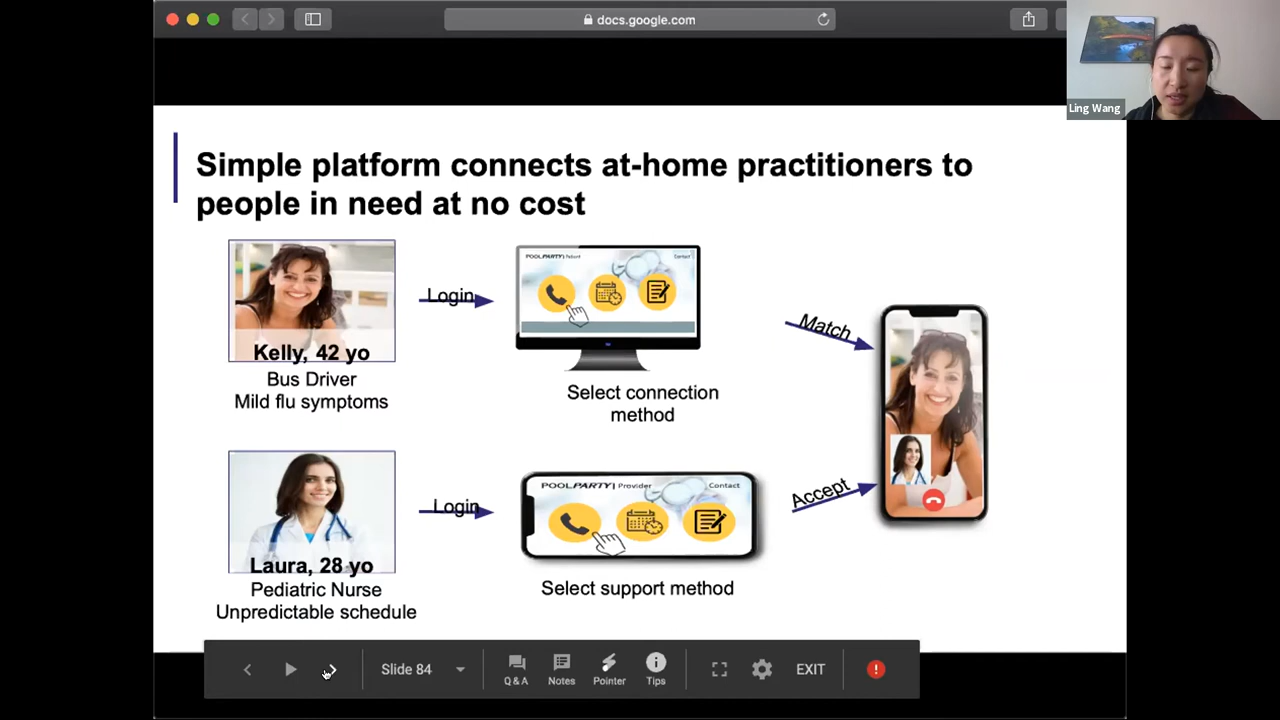 docs.google.com
Ling Wang
Simple platform connects at-home practitioners to
people in need at no cost
Kelly, 42 yo
Bus Driver
Mild flu symptoms
Login
POOLPARTY | Patient
Contact
Select connection
method
Match
Laura, 28 yo
Pediatric Nurse
Unpredictable schedule
Login
POOLPARTY | Provider
Contact
Select support method
Accept
Slide 84
Q & A
Notes
Pointer
Tips
EXIT